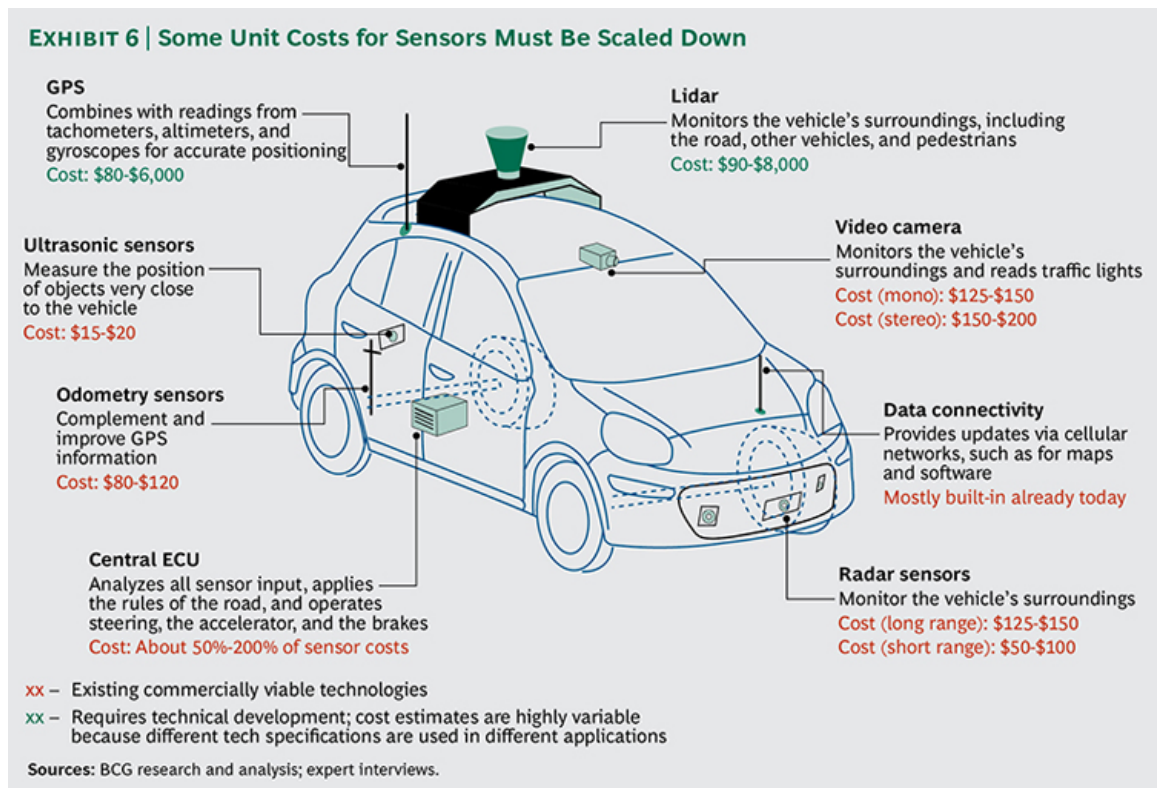 EXHIBIT 6 | Some Unit Costs for Sensors Must Be Scaled Down
GPS
Combines with readings from
tachometers, altimeters, and
gyroscopes for accurate positioning
Cost: $80-$6,000
Lidar
Monitors the vehicle's surroundings, including
the road, other vehicles, and pedestrians
Cost: $90-$8,000
Ultrasonic sensors
Measure the position
of objects very close
to the vehicle
Cost: $15-$20
Video camera
Monitors the vehicle's
surroundings and reads traffic lights
Cost (mono): $125-$150
Cost (stereo): $150-$200
Odometry sensors
Complement and
improve GPS
information
Cost: $80-$120
Data connectivity
Provides updates via cellular
networks, such as for maps
and software
Mostly built-in already today
Central ECU
Analyzes all sensor input, applies
the rules of the road, and operates
steering, the accelerator, and the brakes
Cost: About 50%-200% of sensor costs
Radar sensors
Monitor the vehicle's surroundings
Cost (long range): $125-$150
Cost (short range): $50-$100
xx – Existing commercially viable technologies
xx – Requires technical development; cost estimates are highly variable
because different tech specifications are used in different applications
Sources: BCG research and analysis; expert interviews.